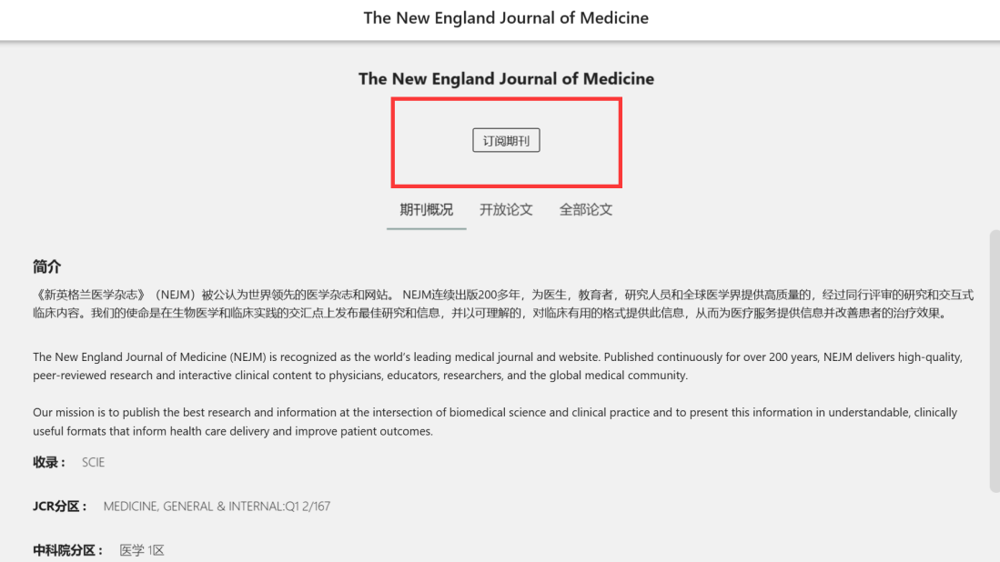 The New England Journal of Medicine
The New England Journal of Medicine
订阅期刊
期刊概况 开放论文 全部论文
简介
《新英格兰医学杂志》（NEJM）被公认为世界领先的医学杂志和网站。 NEJM连续出版200多年，为医生，教育者，研究人员和全球医学界提供高质量的，经过同行评审的研究和交互式
临床内容。我们的使命是在生物医学和临床实践的交汇点上发布最佳研究和信息，并以可理解的，对临床有用的格式提供此信息，从而为医疗服务提供信息并改善患者的治疗效果。
The New England Journal of Medicine (NEJM) is recognized as the world’s leading medical journal and website. Published continuously for over 200 years, NEJM delivers high-quality,
peer-reviewed research and interactive clinical content to physicians, educators, researchers, and the global medical community.
Our mission is to publish the best research and information at the intersection of biomedical science and clinical practice and to present this information in understandable, clinically
useful formats that inform health care delivery and improve patient outcomes.
收录： SCIE
JCR分区： MEDICINE, GENERAL & INTERNAL:Q1 2/167
中科院分区： 医学 1区